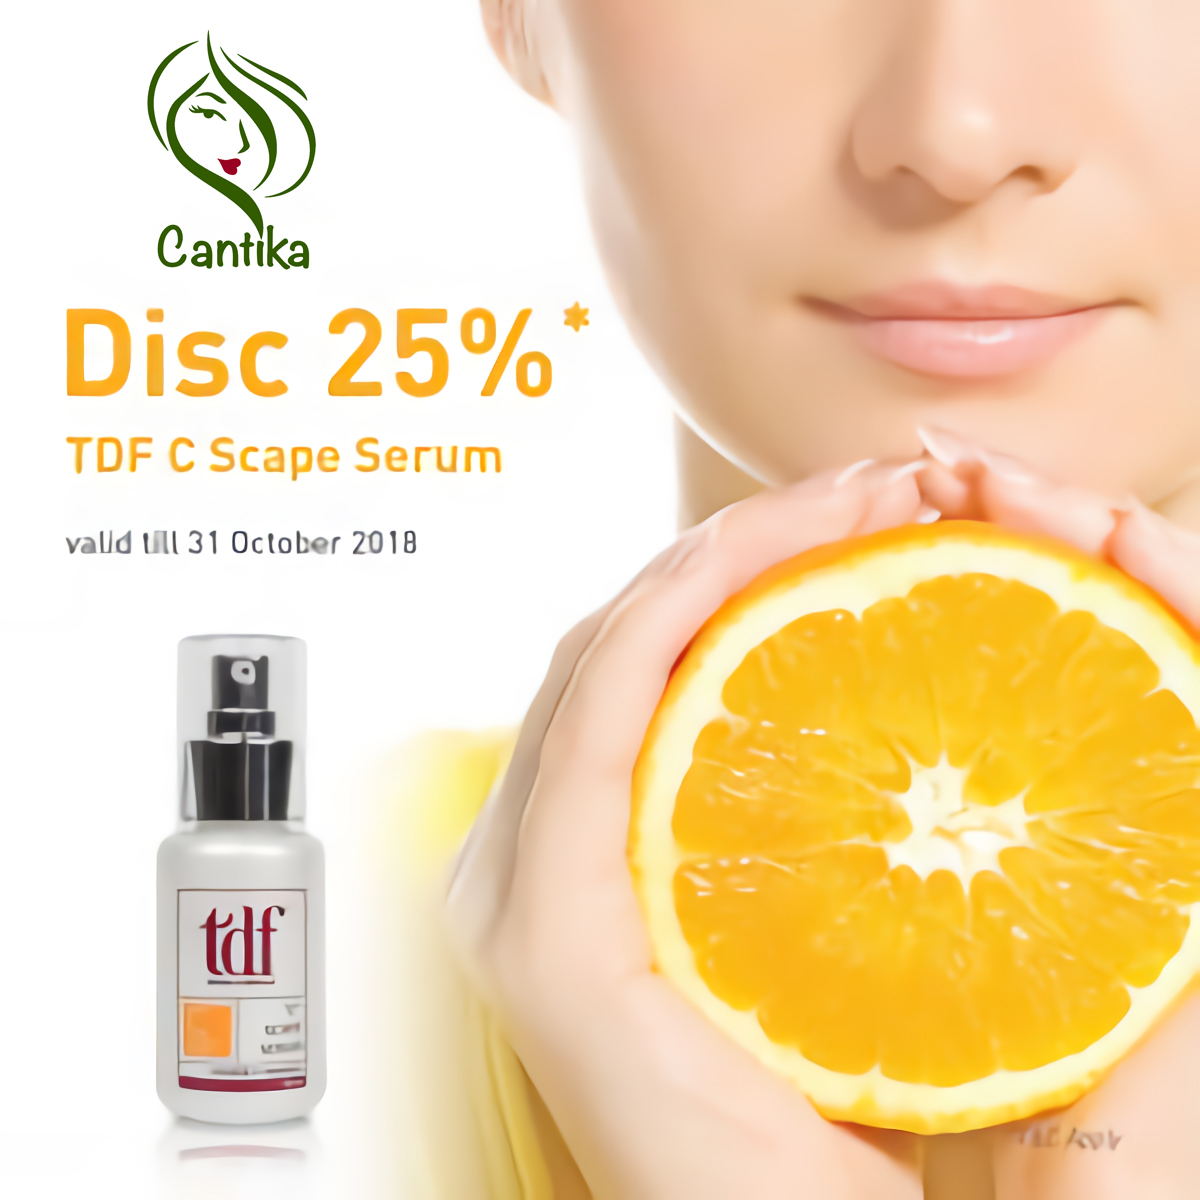 Cantika
Disc 25%*
TDF C Scape Serum
valid till 31 October 2018
tdf